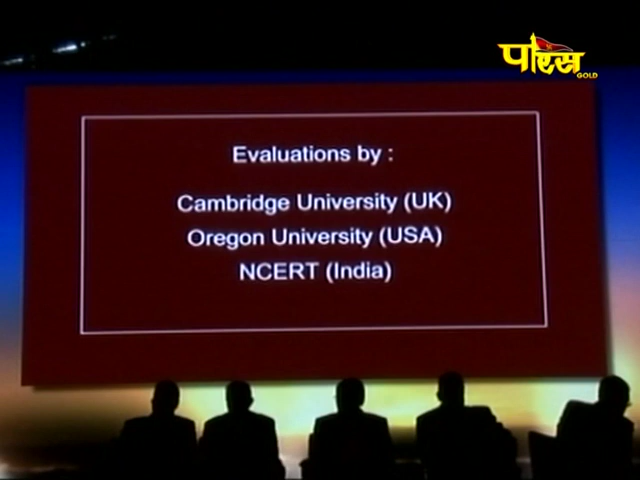 पारस
GOLD
Evaluations by :
Cambridge University (UK)
Oregon University (USA)
NCERT (India)